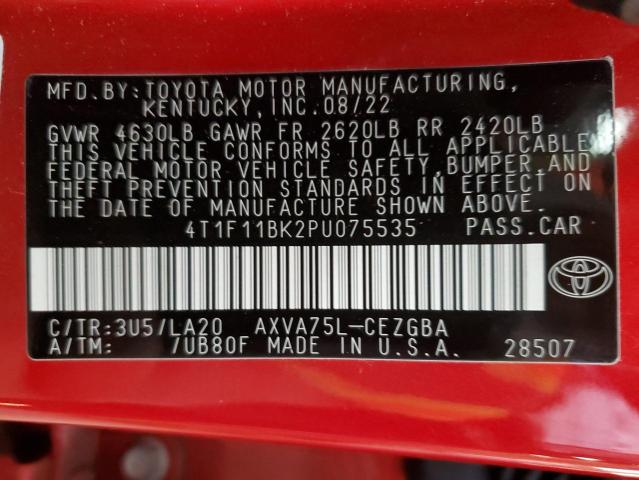 MFD. BY: TOYOTA MOTOR MANUFACTURING,
KENTUCKY, INC. 08/22
GVWR 4630LB GAWR FR 2620LB RR 2420LB
THIS VEHICLE CONFORMS TO ALL APPLICABLE
FEDERAL MOTOR VEHICLE SAFETY, BUMPER, AND
THEFT PREVENTION STANDARDS IN EFFECT ON
THE DATE OF MANUFACTURE SHOWN ABOVE.
4T1F11BK2PU075535 PASS. CAR
C/TR: 3U5/LA20 AXVA75L-CEZGBA
A/TM: /UB80F MADE IN U.S.A. 28507